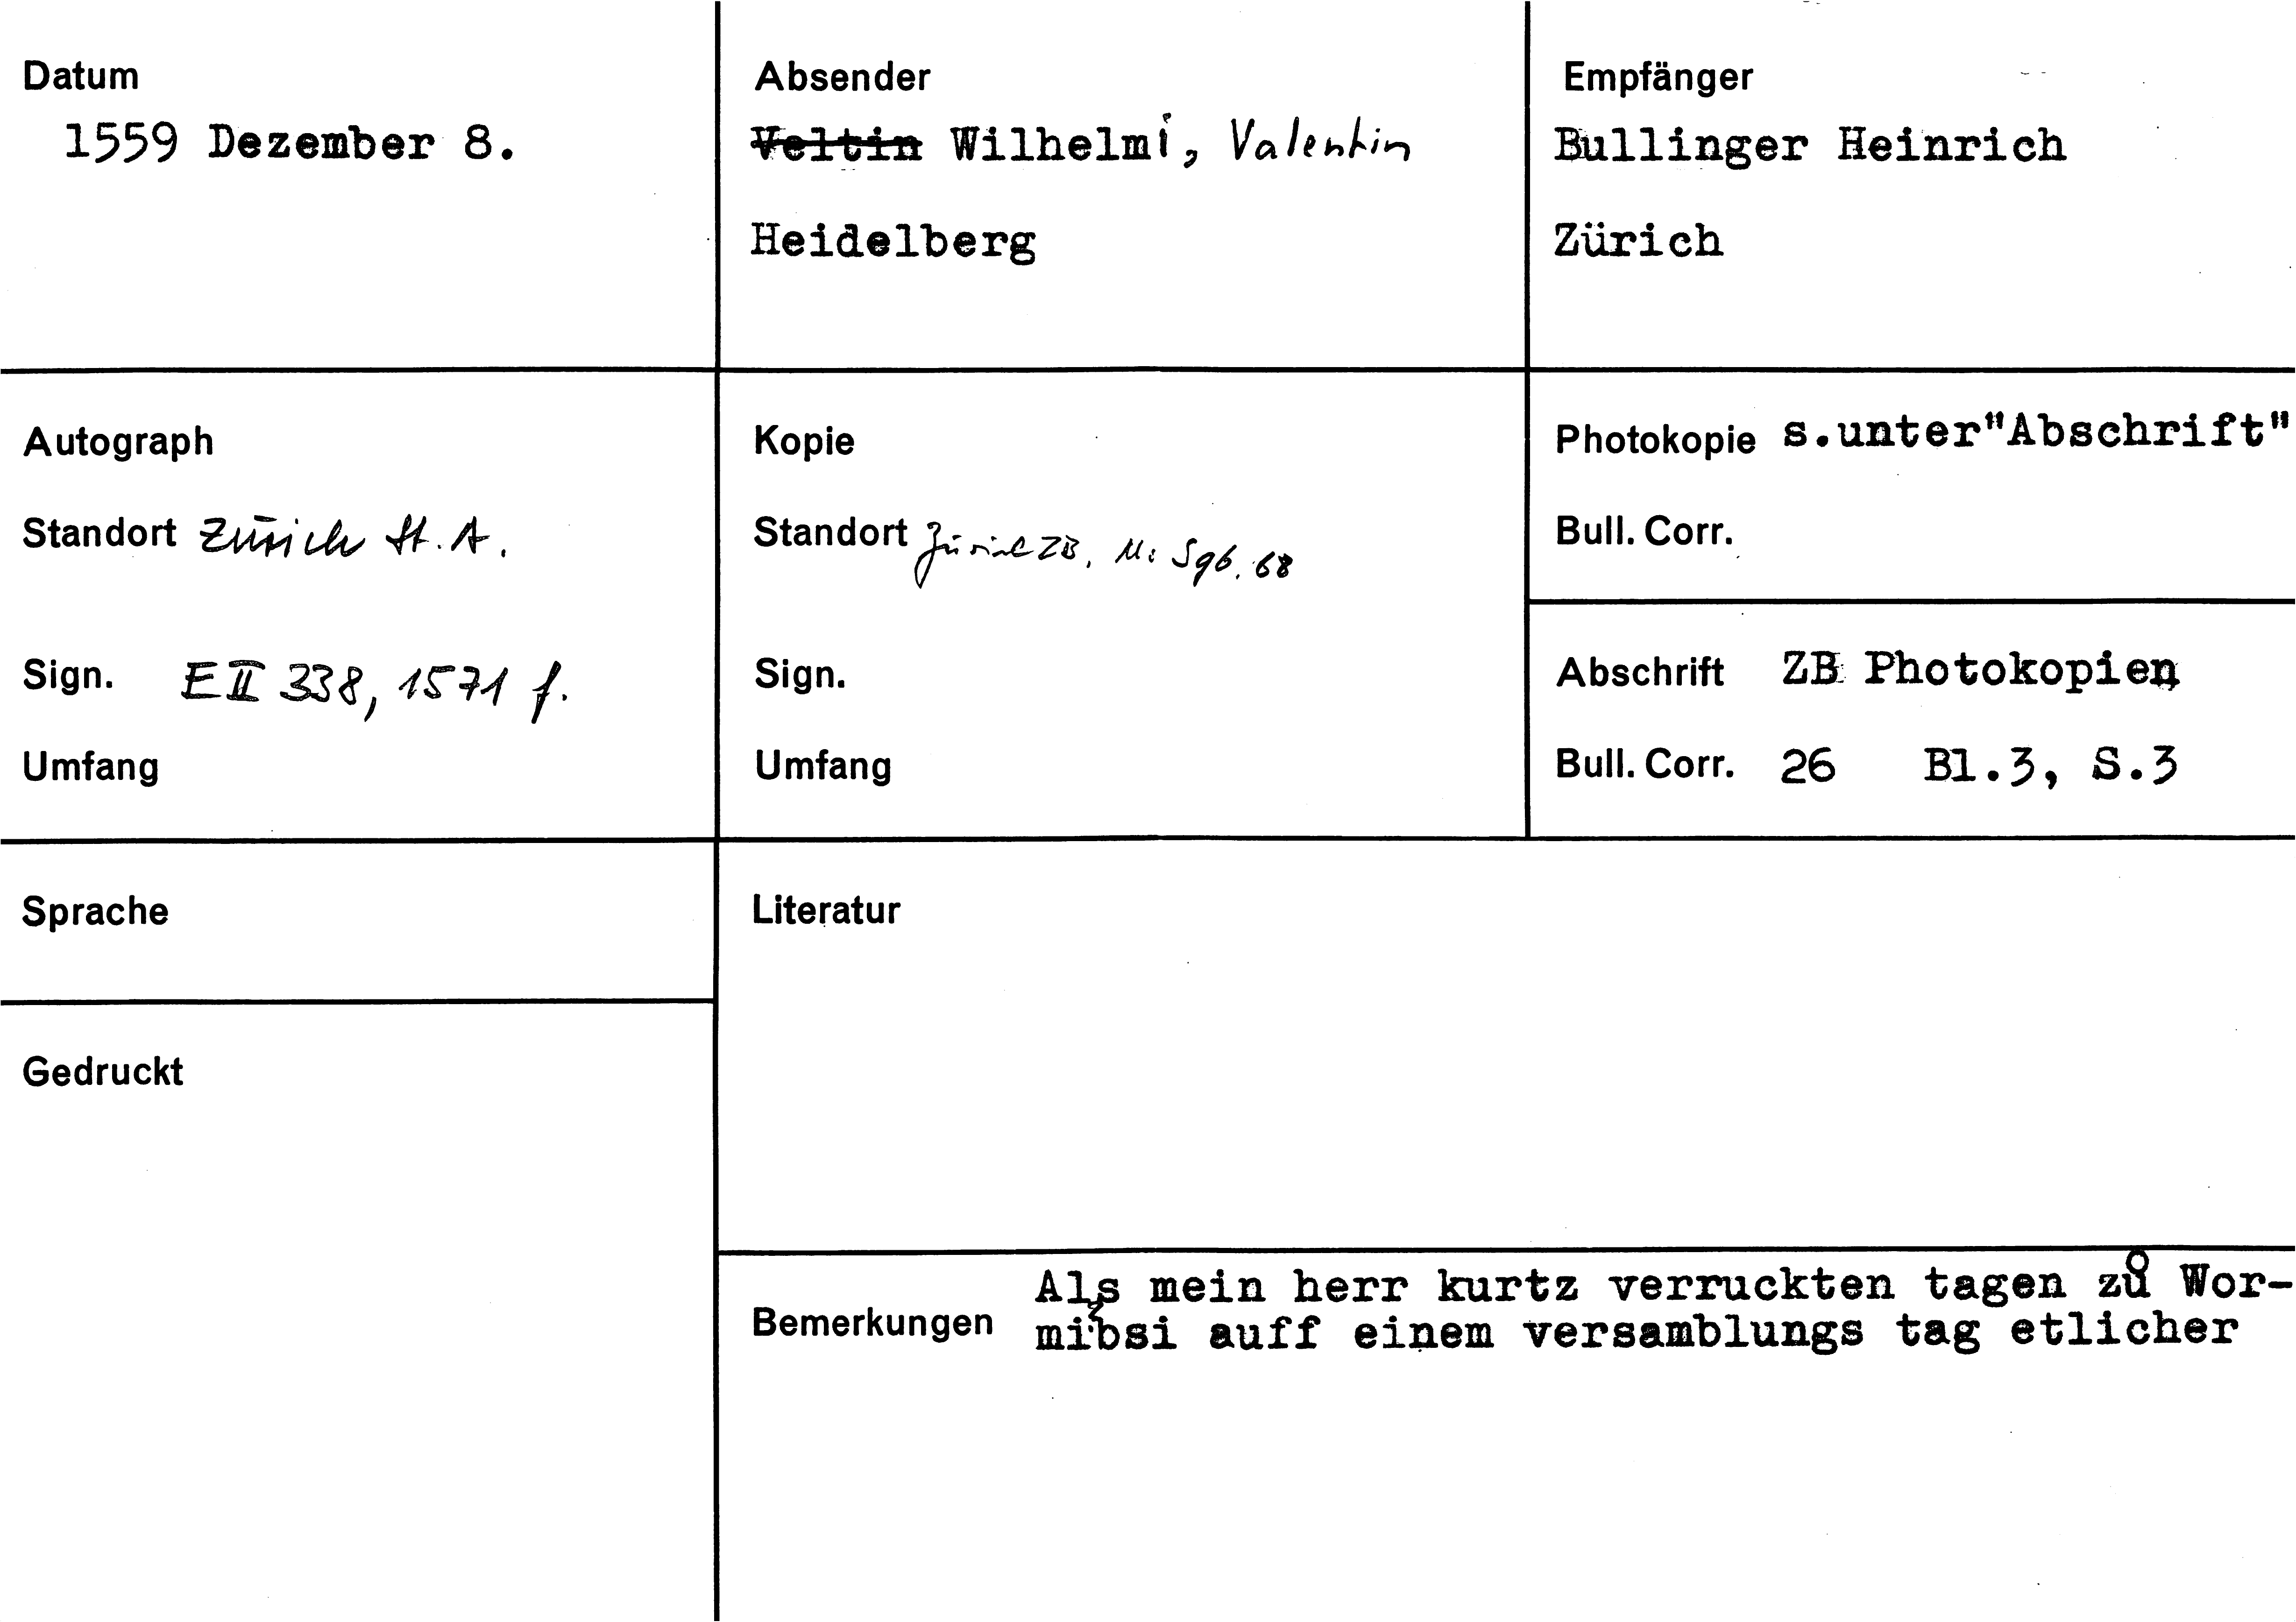 Datum
1559 Dezember 8.
Absender
Veltin Wilhelmi, Valentin
Heidelberg
Empfänger
Bullinger Heinrich
Zürich
Autograph
Standort Zürich St. A.
Sign. E II 338, 1571 f.
Umfang
Kopie
Standort Zürich ZB, Ms S 96. 68
Sign.
Umfang
Photokopie s.unter"Abschrift"
Bull. Corr.
Abschrift ZB Photokopien
Bull. Corr. 26 Bl.3, S.3
Sprache
Gedruckt
Literatur
Bemerkungen
Als mein herr kurtz verruckten tagen zů Wor-
auff einem versamblungs tag etlicher